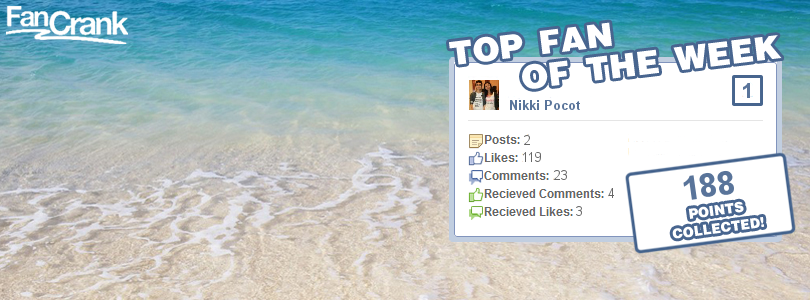 FanCrank
TOP FAN
OF THE WEEK
Nikki Pocot
1
Posts: 2
Likes: 119
Comments: 23
Recieved Comments: 4
Recieved Likes: 3
188
POINTS
COLLECTED!